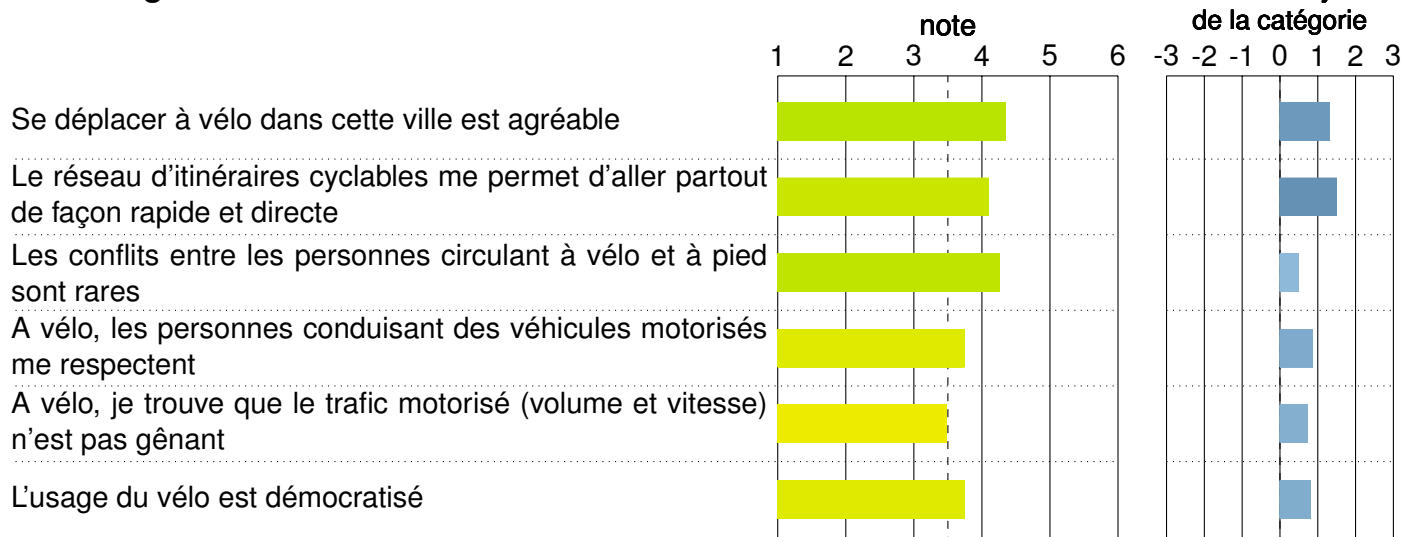 note
de la catégorie
1 2 3 4 5 6
-3 -2 -1 0 1 2 3
Se déplacer à vélo dans cette ville est agréable
Le réseau d'itinéraires cyclables me permet d'aller partout
de façon rapide et directe
Les conflits entre les personnes circulant à vélo et à pied
sont rares
A vélo, les personnes conduisant des véhicules motorisés
me respectent
A vélo, je trouve que le trafic motorisé (volume et vitesse)
n'est pas gênant
L'usage du vélo est démocratisé